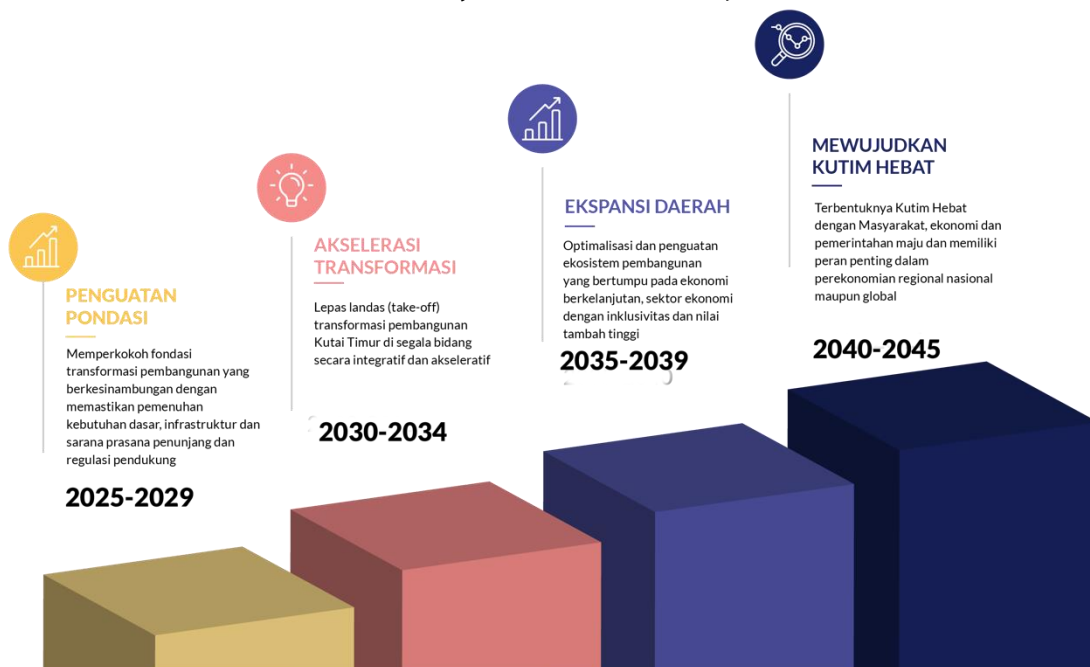 PENGUATAN
PONDASI
Memperkokoh fondasi
transformasi pembangunan yang
berkesinambungan dengan
memastikan pemenuhan
kebutuhan dasar, infrastruktur dan
sarana prasana penunjang dan
regulasi pendukung
2025-2029
AKSELERASI
TRANSFORMASI
Lepas landas (take-off)
transformasi pembangunan
Kutai Timur di segala bidang
secara integratif dan akseleratif
2030-2034
EKSPANSI DAERAH
Optimalisasi dan penguatan
ekosistem pembangunan
yang bertumpu pada ekonomi
berkelanjutan, sektor ekonomi
dengan inklusivitas dan nilai
tambah tinggi
2035-2039
MEWUJUDKAN
KUTIM HEBAT
Terbentuknya Kutim Hebat
dengan Masyarakat, ekonomi dan
pemerintahan maju dan memiliki
peran penting dalam
perekonomian regional nasional
maupun global
2040-2045